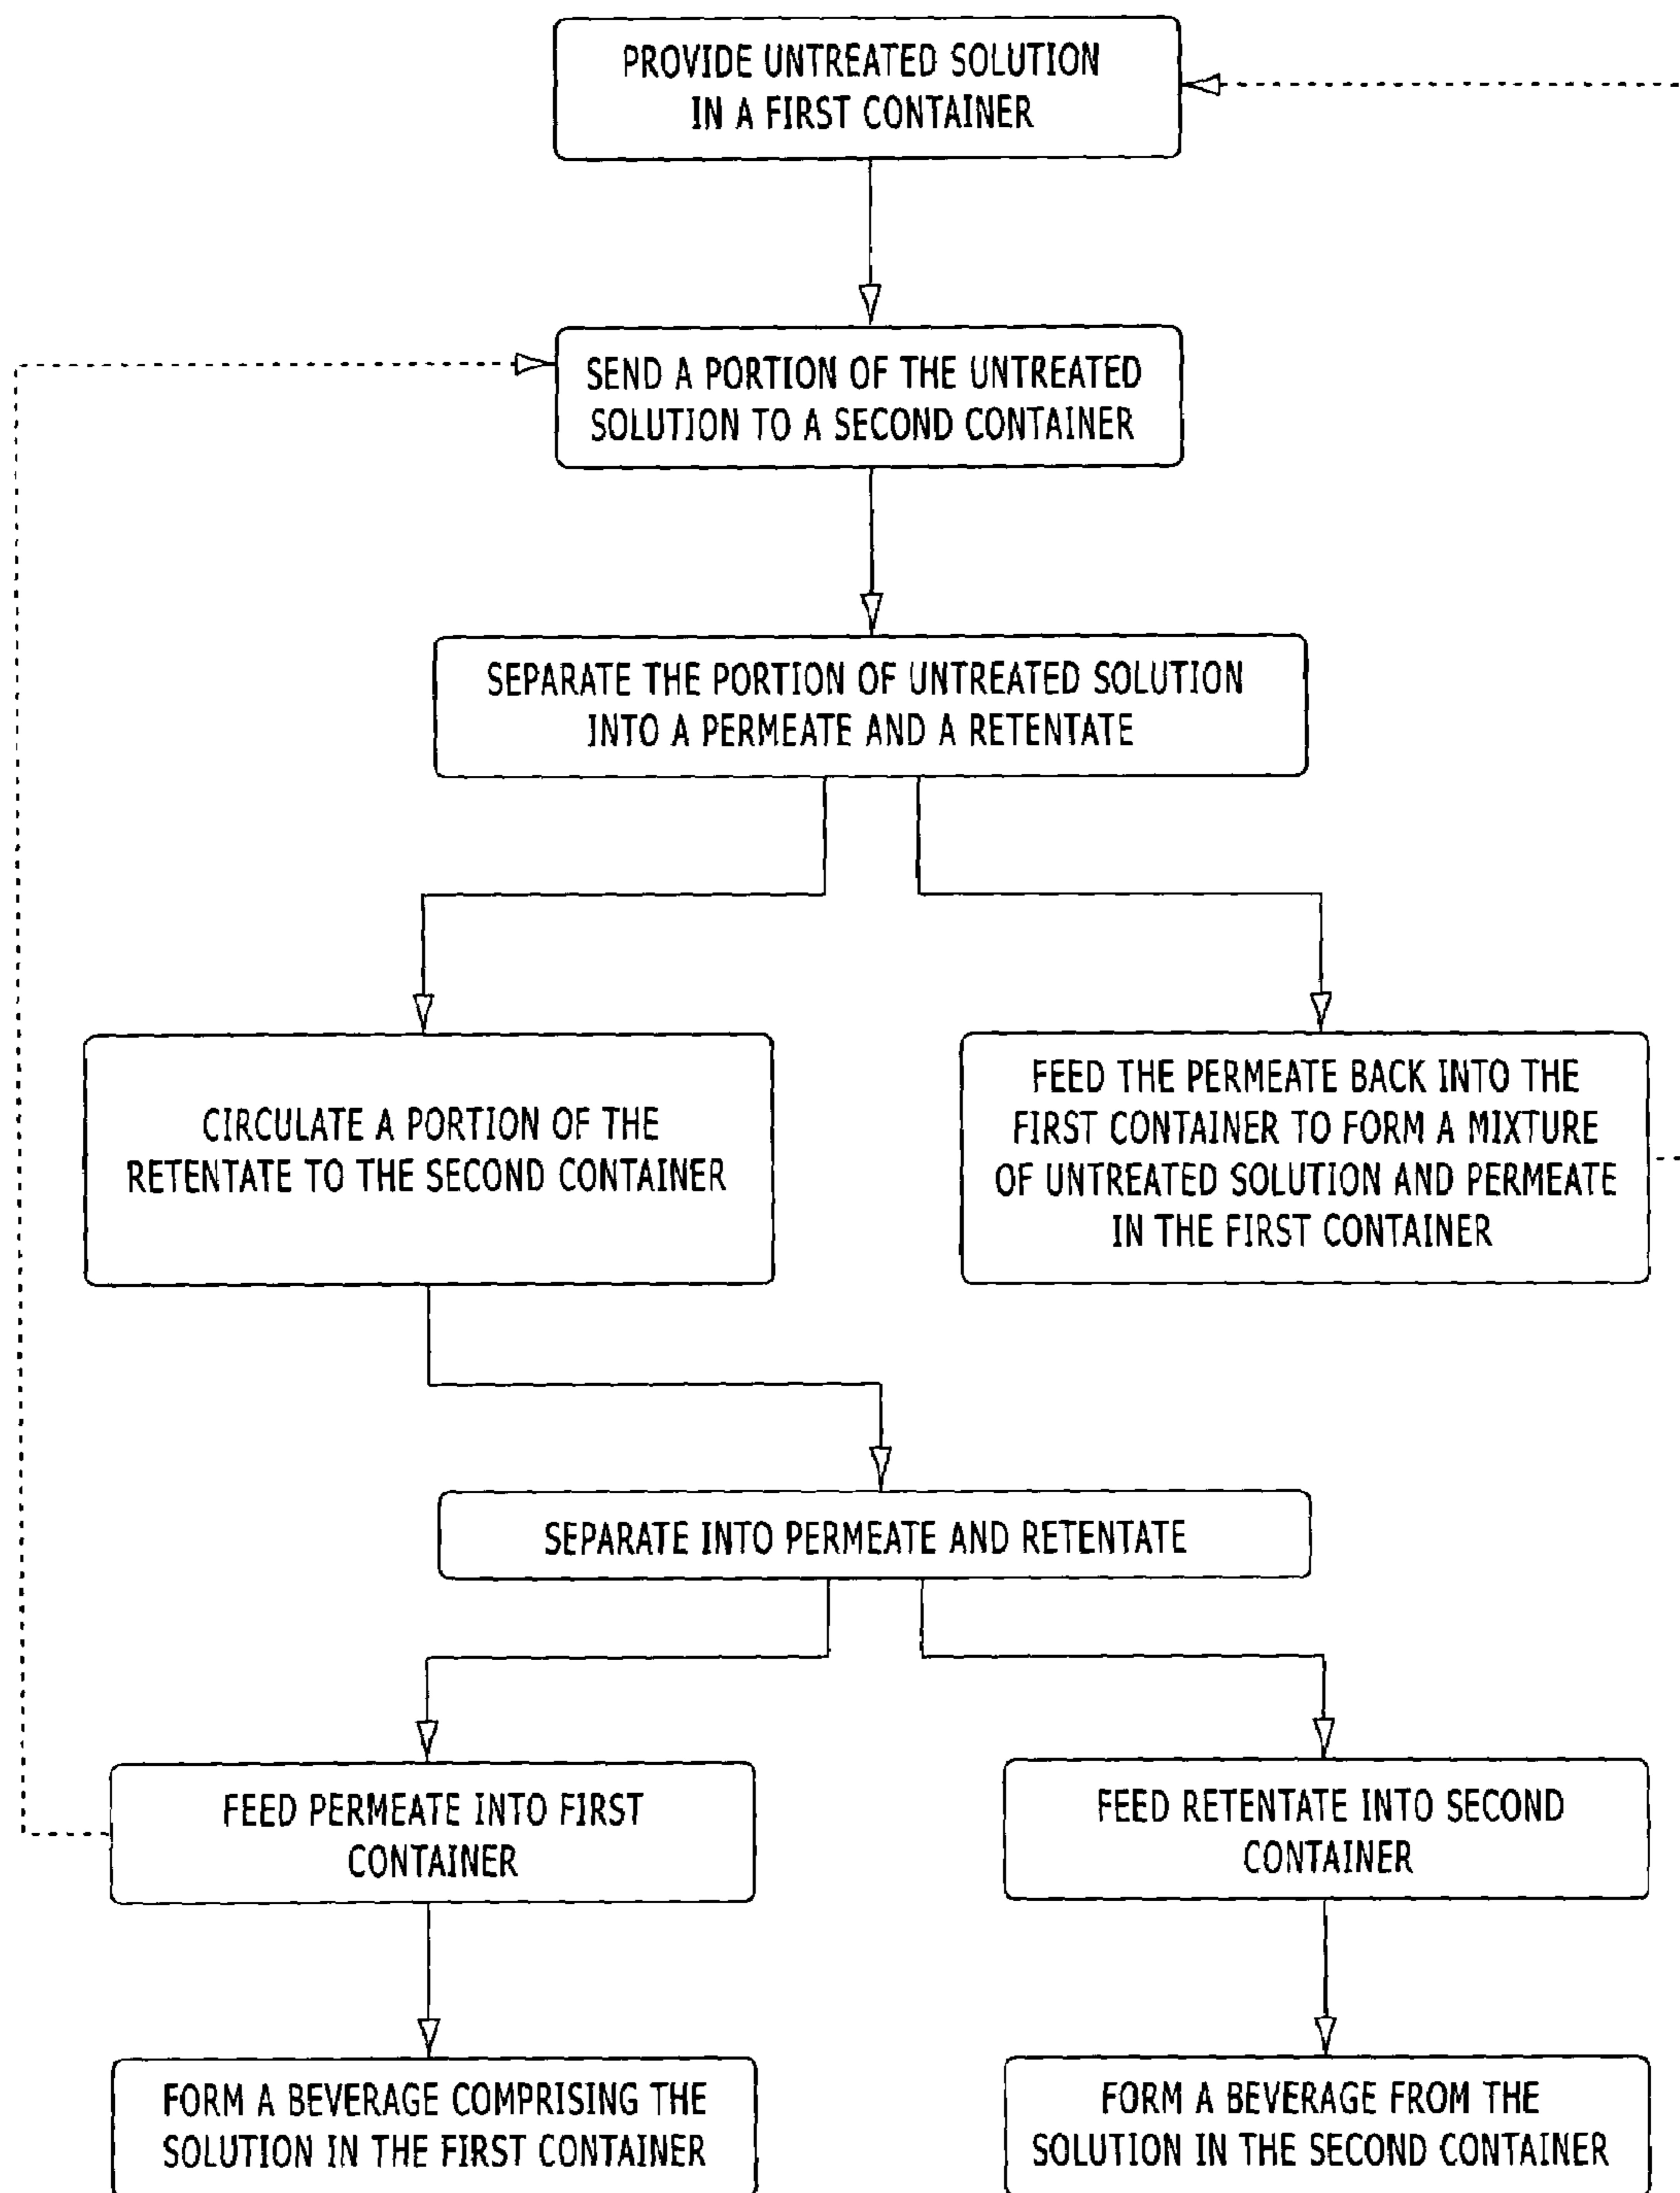 PROVIDE UNTREATED SOLUTION
IN A FIRST CONTAINER
SEND A PORTION OF THE UNTREATED
SOLUTION TO A SECOND CONTAINER
SEPARATE THE PORTION OF UNTREATED SOLUTION
INTO A PERMEATE AND A RETENTATE
CIRCULATE A PORTION OF THE
RETENTATE TO THE SECOND CONTAINER
FEED THE PERMEATE BACK INTO THE
FIRST CONTAINER TO FORM A MIXTURE
OF UNTREATED SOLUTION AND PERMEATE
IN THE FIRST CONTAINER
SEPARATE INTO PERMEATE AND RETENTATE
FEED PERMEATE INTO FIRST
CONTAINER
FEED RETENTATE INTO SECOND
CONTAINER
FORM A BEVERAGE COMPRISING THE
SOLUTION IN THE FIRST CONTAINER
FORM A BEVERAGE FROM THE
SOLUTION IN THE SECOND CONTAINER